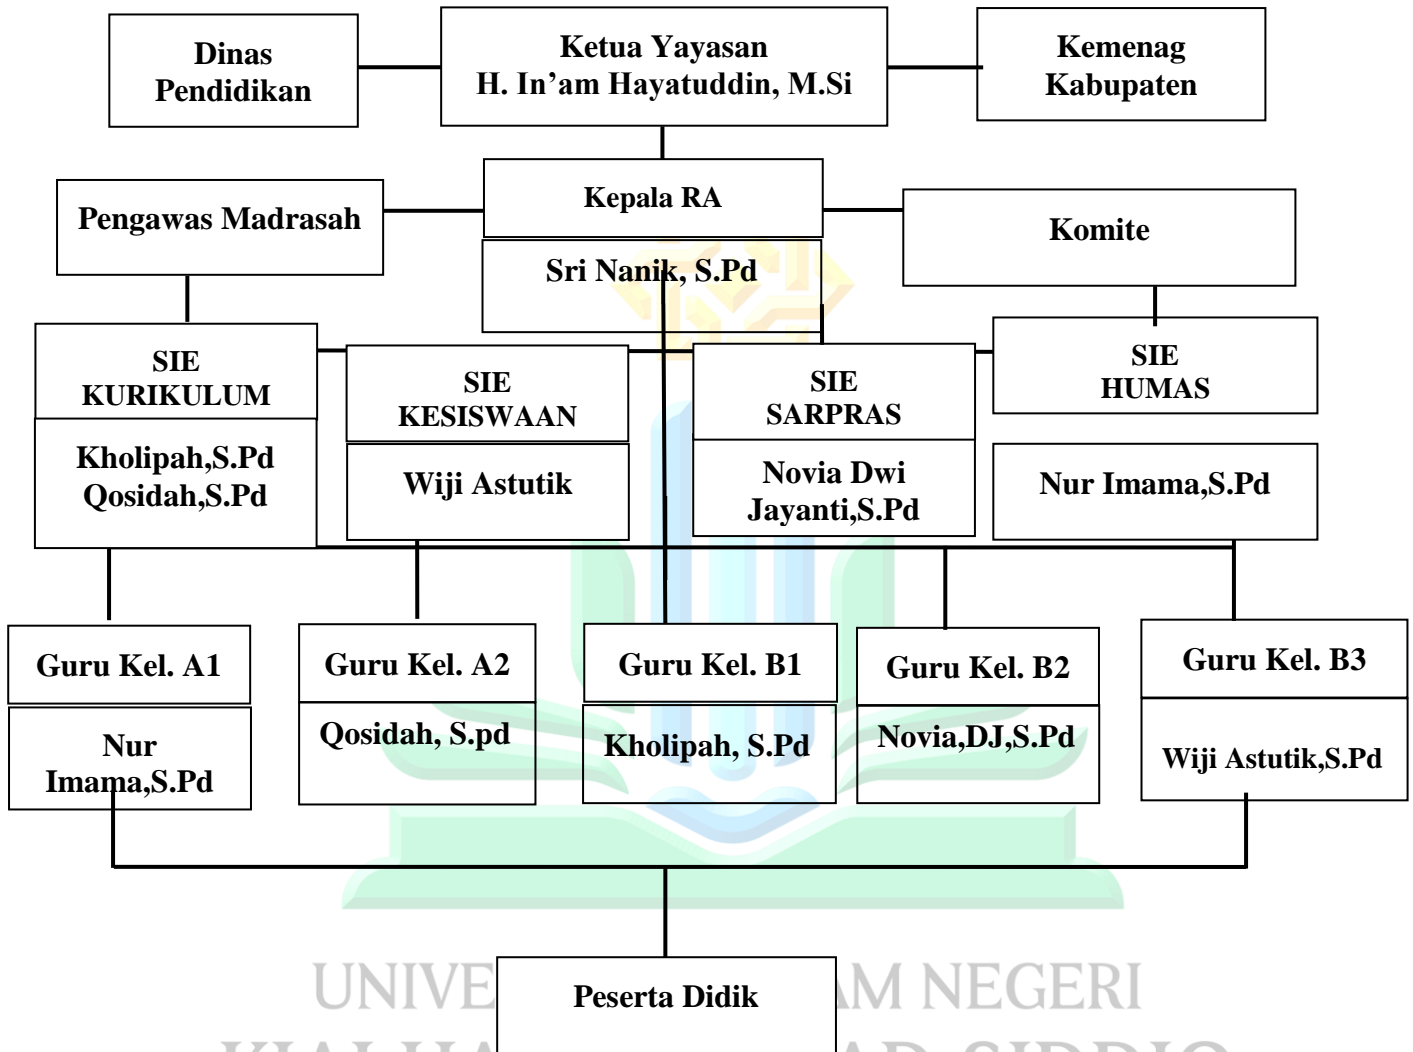 Dinas
Pendidikan
Ketua Yayasan
H. In'am Hayatuddin, M.Si
Kemenag
Kabupaten
Pengawas Madrasah
Kepala RA
Sri Nanik, S.Pd
Komite
SIE
KURIKULUM
Kholipah,S.Pd
Qosidah,S.Pd
SIE
KESISWAAN
Wiji Astutik
SIE
SARPRAS
Novia Dwi
Jayanti,S.Pd
SIE
HUMAS
Nur Imama,S.Pd
Guru Kel. A1
Nur
Imama,S.Pd
Guru Kel. A2
Qosidah, S.pd
Guru Kel. B1
Kholipah, S.Pd
Guru Kel. B2
Novia,DJ,S.Pd
Guru Kel. B3
Wiji Astutik,S.Pd
Peserta Didik
NEGERI